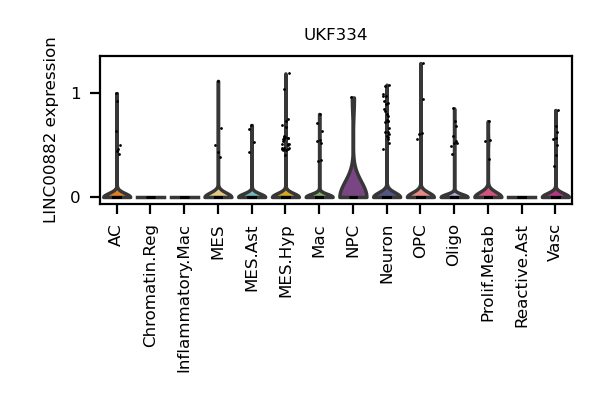 UKF334
LINC00882 expression
1
0
AC
Chromatin.Reg
Inflammatory.Mac
MES
MES.Ast
MES.Hyp
Mac
NPC
Neuron
OPC
Oligo
Prolif.Metab
Reactive.Ast
Vasc